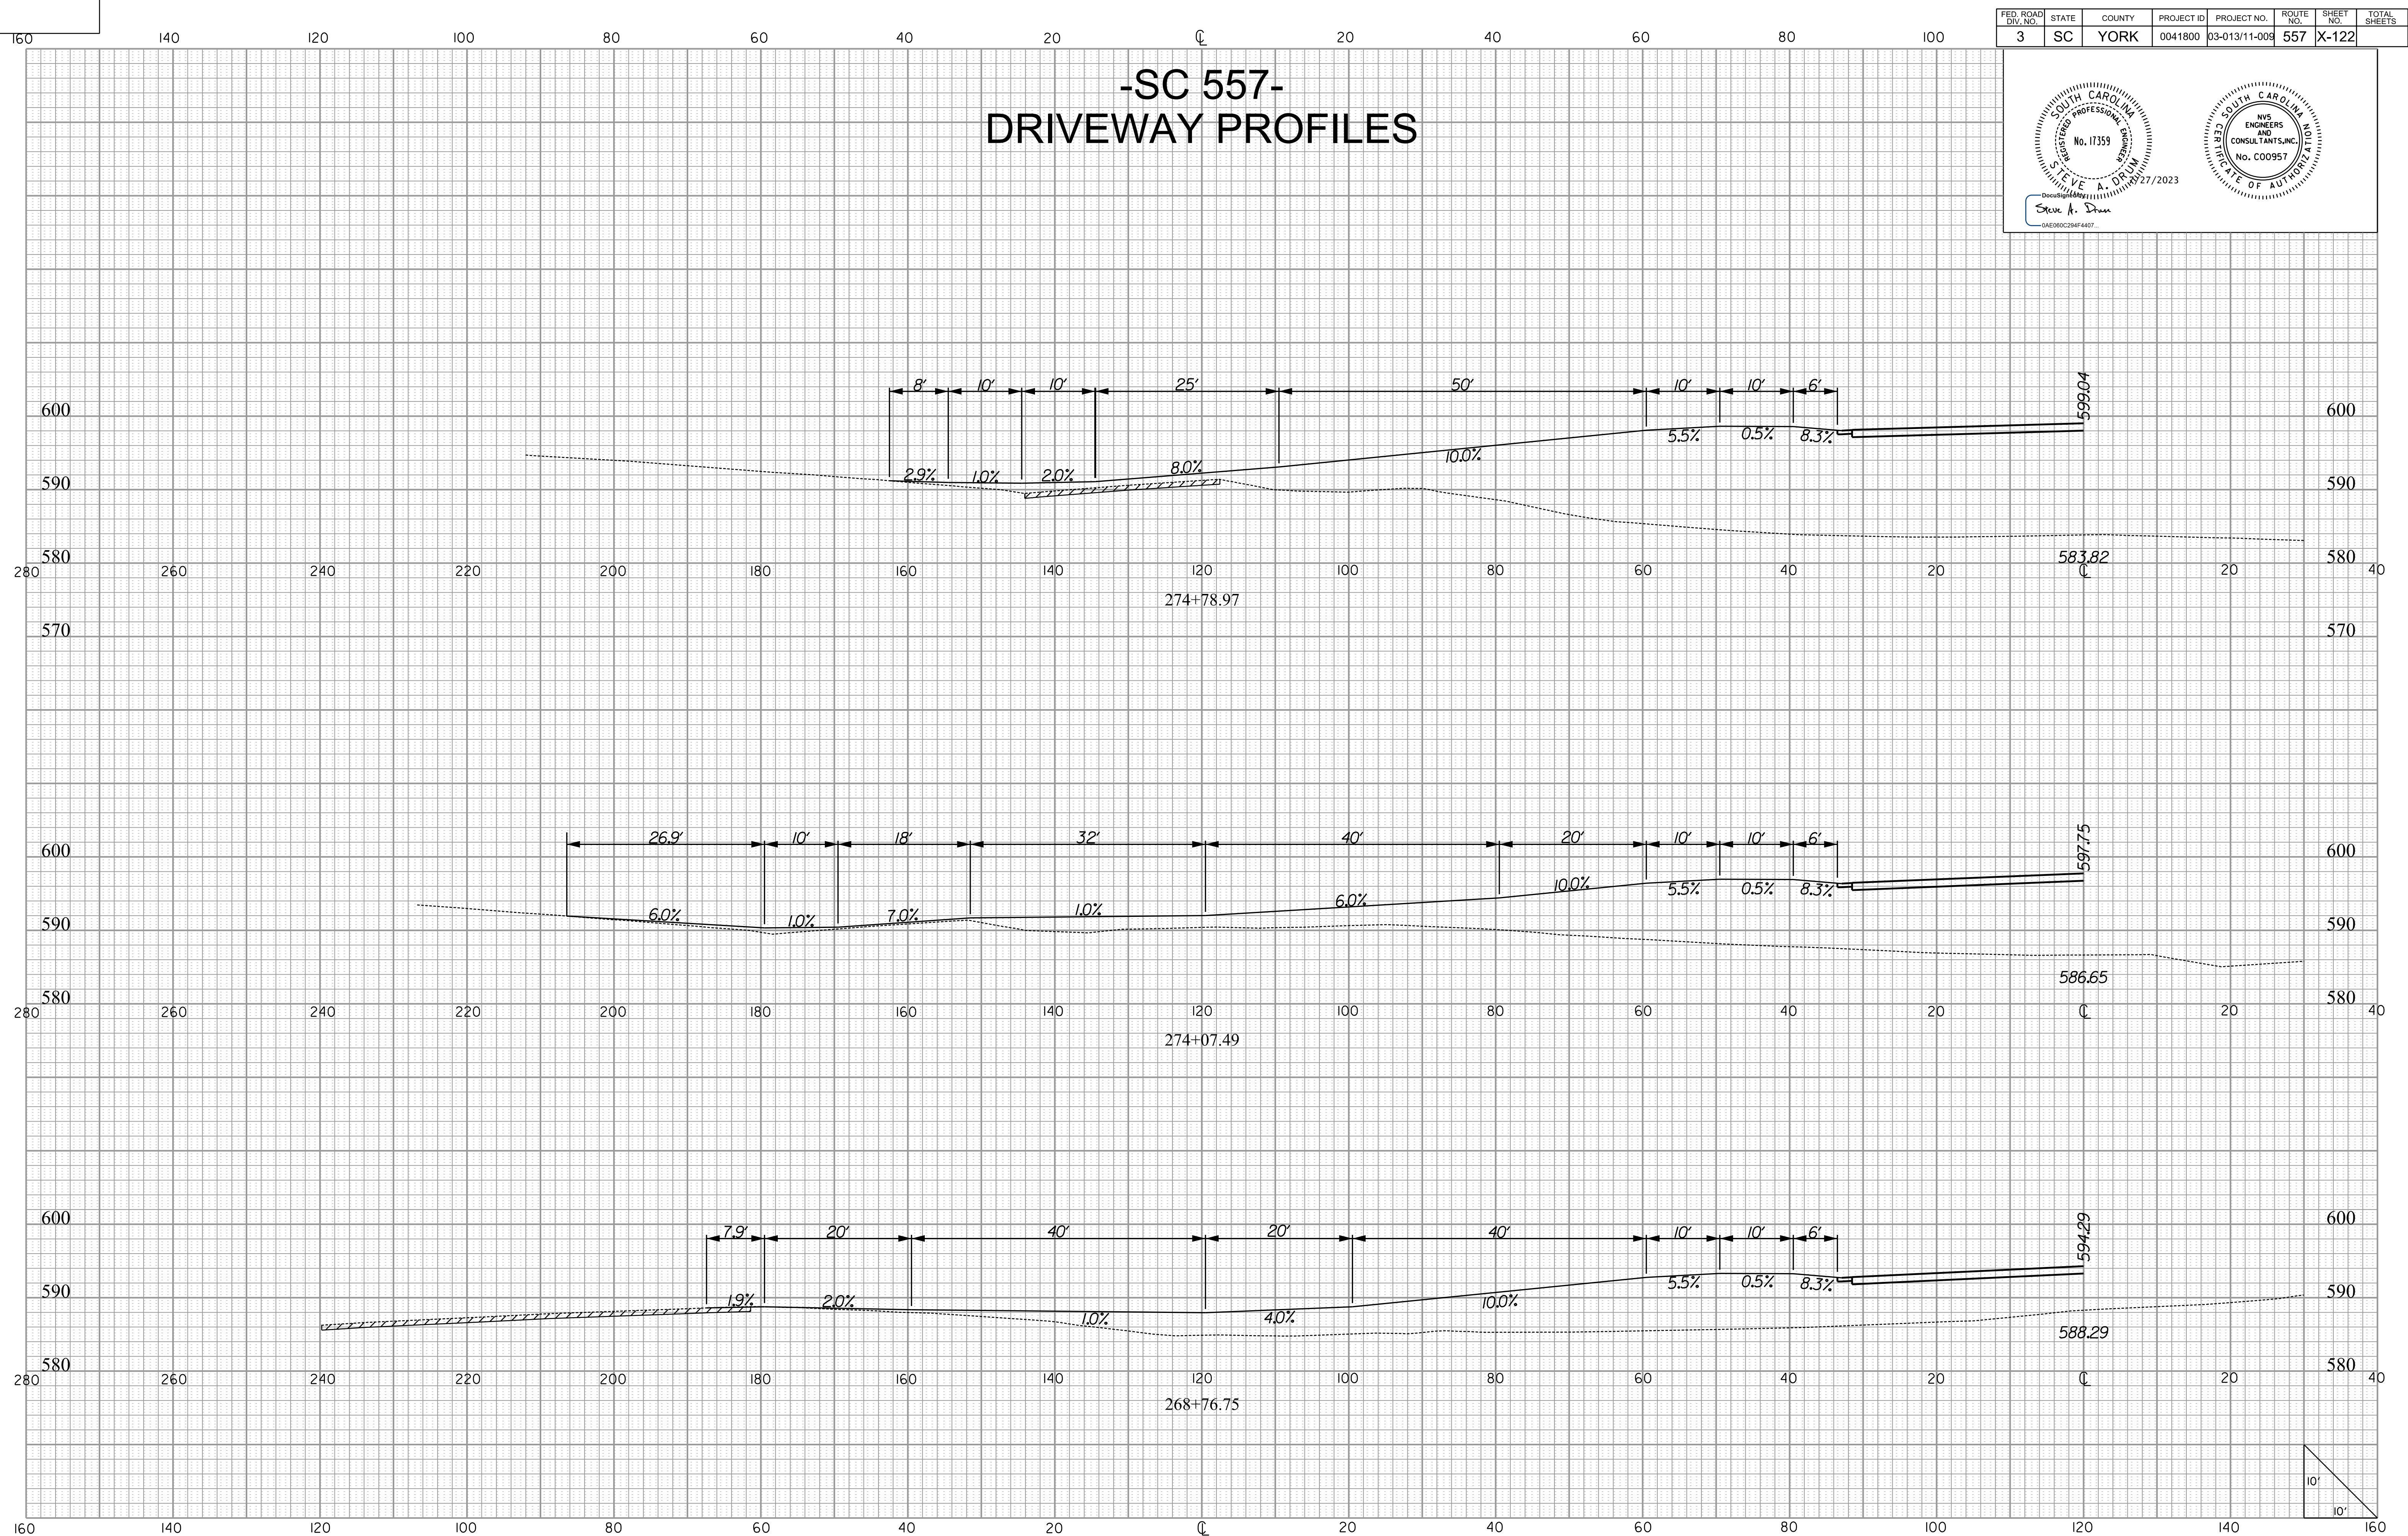 FED. ROAD DIV. NO. STATE COUNTY PROJECT ID PROJECT NO. ROUTE NO. SHEET NO. TOTAL SHEETS
3 SC YORK 0041800 03-013/11-009 557 X-122
160 140 120 100 80 60 40 20 ℄ 20 40 60 80 100
-SC 557-
DRIVEWAY PROFILES
SOUTH CAROLINA
REGISTERED PROFESSIONAL ENGINEER
No. 17359
STEVE A. DRUM
/27/2023
DocuSigned by:
Steve A. Drum
0AE060C294F4407...
SOUTH CAROLINA
CERTIFICATE OF AUTHORIZATION
NV5
ENGINEERS
AND
CONSULTANTS,INC.
No. C00957
8' 10' 10' 25' 50' 10' 10' 6' 599.04
600 600
5.5% 0.5% 8.3%
2.9% 1.0% 2.0% 8.0% 10.0%
590 590
580 583.82 580
280 260 240 220 200 180 160 140 120 100 80 60 40 20 ℄ 20 40
274+78.97
570 570
26.9' 10' 18' 32' 40' 20' 10' 10' 6' 597.75
600 600
6.0% 1.0% 7.0% 1.0% 6.0% 10.0% 5.5% 0.5% 8.3%
590 590
586.65
580 580
280 260 240 220 200 180 160 140 120 100 80 60 40 20 ℄ 20 40
274+07.49
600 600
7.9' 20' 40' 20' 40' 10' 10' 6' 594.29
590 590
1.9% 2.0% 1.0% 4.0% 10.0% 5.5% 0.5% 8.3%
588.29
580 580
280 260 240 220 200 180 160 140 120 100 80 60 40 20 ℄ 20 40
268+76.75
10'
10'
160 140 120 100 80 60 40 20 ℄ 20 40 60 80 100 120 140 160